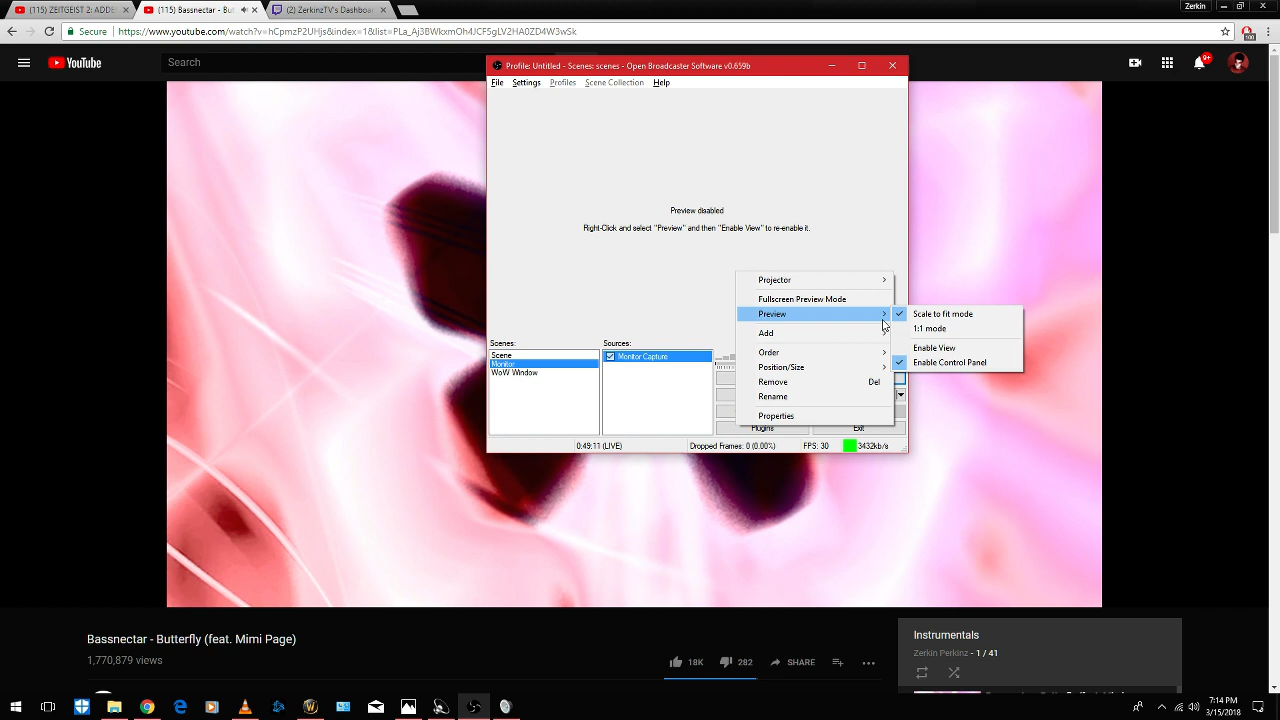 (115) ZEITGEIST 2: ADDE
(115) Bassnectar - But
(2) ZerkinzTV's Dashboa
Zerkin
Secure
https://www.youtube.com/watch?v=hCpmzP2UHjs&index=1&list=PLa_Aj3BWkxmOh4JCF5gLV2HA0ZD4W3wSk
100
YouTube
Search
9+
Profile: Untitled - Scenes: scenes - Open Broadcaster Software v0.659b
File Settings Profiles Scene Collection Help
Preview disabled
Right-Click and select "Preview" and then "Enable View" to re-enable it.
Projector
Fullscreen Preview Mode
Preview
Add
Order
Position/Size
Remove Del
Rename
Properties
Scale to fit mode
1:1 mode
Enable View
Enable Control Panel
Scenes:
Scene
Monitor
WoW Window
Sources:
Monitor Capture
Plugins
Exit
0:49:11 (LIVE)
Dropped Frames: 0 (0.00%)
FPS: 30
3432kb/s
Bassnectar - Butterfly (feat. Mimi Page)
1,770,879 views
18K
282
SHARE
Instrumentals
Zerkin Perkinz - 1 / 41
7:14 PM
3/15/2018